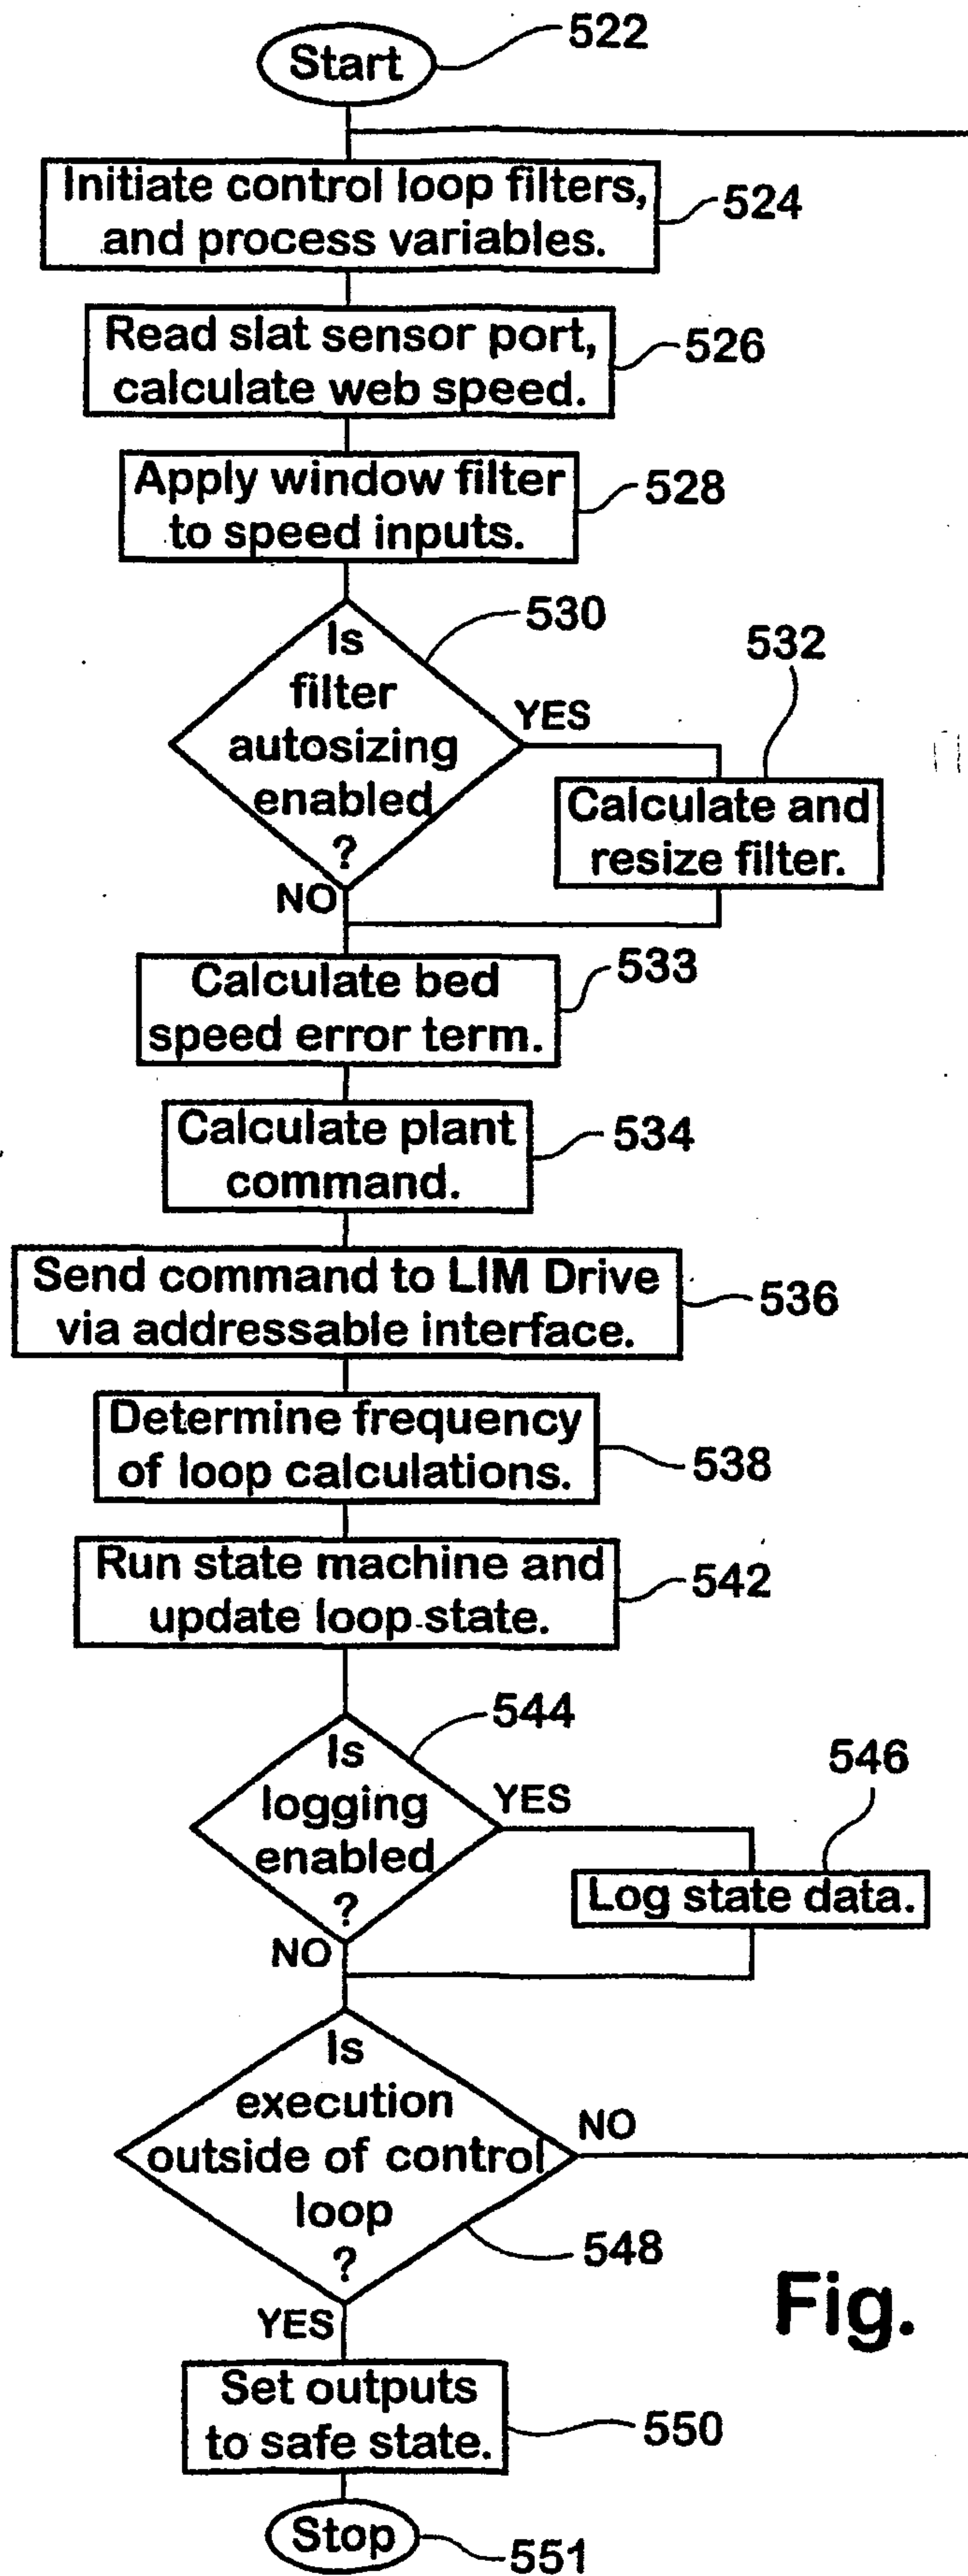 Start
522
Initiate control loop filters,
and process variables.
524
Read slat sensor port,
calculate web speed.
526
Apply window filter
to speed inputs.
528
Is
filter
autosizing
enabled
?
530
YES
532
Calculate and
resize filter.
NO
Calculate bed
speed error term.
533
Calculate plant
command.
534
Send command to LIM Drive
via addressable interface.
536
Determine frequency
of loop calculations.
538
Run state machine and
update loop state.
542
Is
logging
enabled
?
544
YES
546
Log state data.
NO
Is
execution
outside of control
loop
?
NO
548
YES
Fig.
Set outputs
to safe state.
550
Stop
551